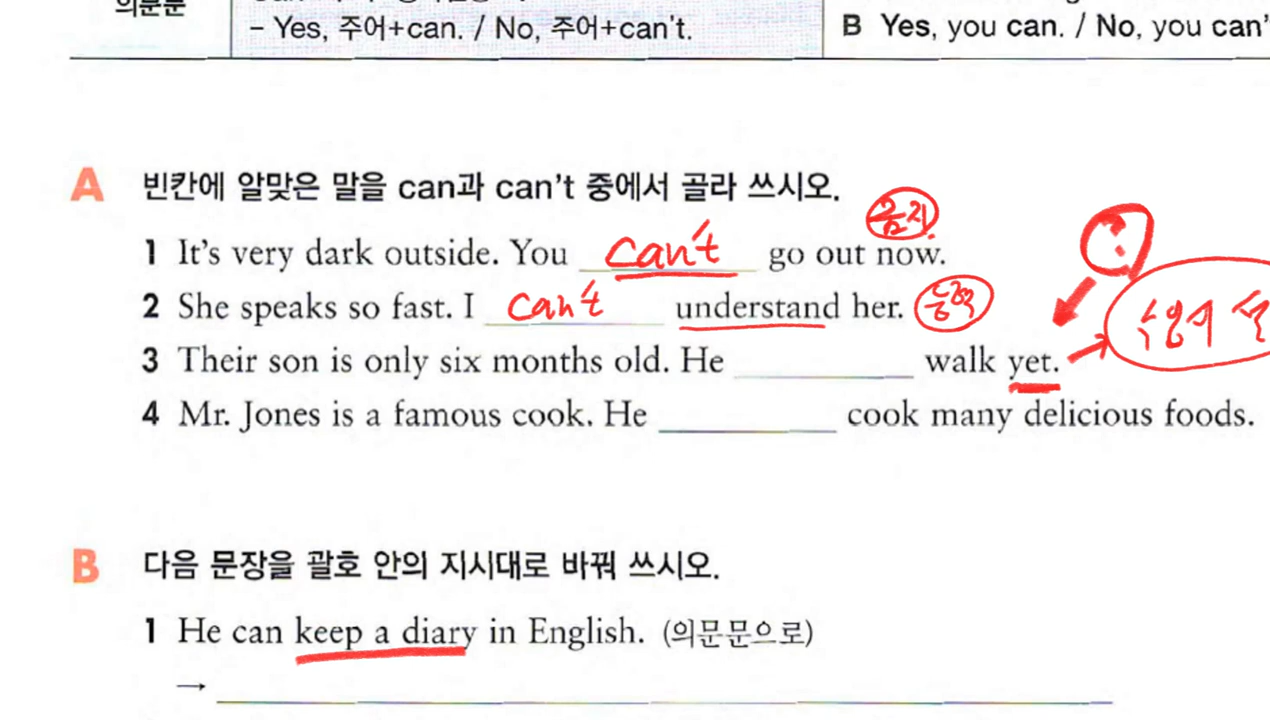 의문문
– Yes, 주어+can. / No, 주어+can't.
B Yes, you can. / No, you can'
A 빈칸에 알맞은 말을 can과 can't 중에서 골라 쓰시오.
금지
1 It's very dark outside. You can't go out now.
2 She speaks so fast. I can't understand her. 능력
3 Their son is only six months old. He walk yet.
4 Mr. Jones is a famous cook. He cook many delicious foods.
B 다음 문장을 괄호 안의 지시대로 바꿔 쓰시오.
1 He can keep a diary in English. (의문문으로)
→